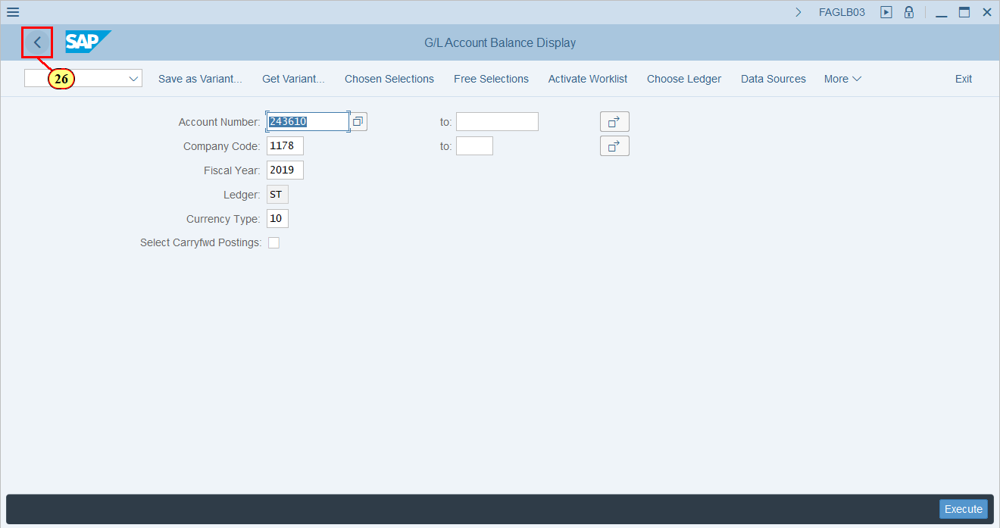 FAGLB03
SAP
G/L Account Balance Display
26
Save as Variant... Get Variant... Chosen Selections Free Selections Activate Worklist Choose Ledger Data Sources More Exit
Account Number: 243610 to:
Company Code: 1178 to:
Fiscal Year: 2019
Ledger: ST
Currency Type: 10
Select Carryfwd Postings:
Execute